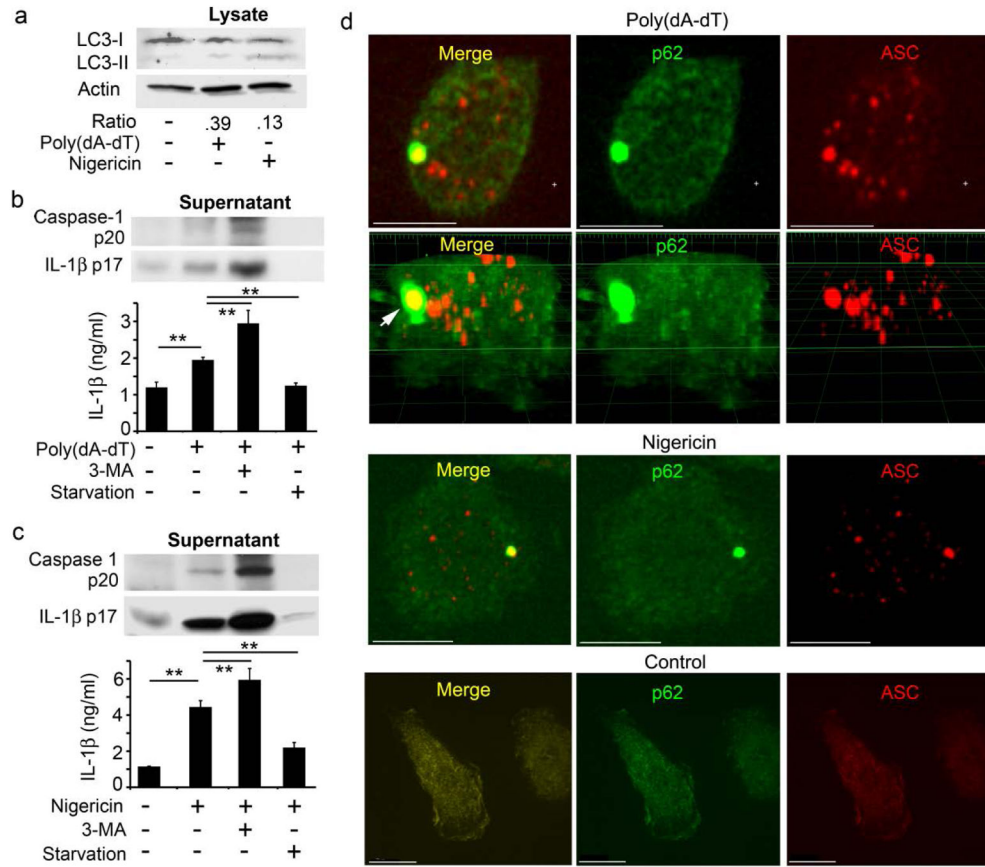 a
Lysate
LC3-I
LC3-II
Actin
Ratio - .39 .13
Poly(dA-dT) - + -
Nigericin - - +
b
Supernatant
Caspase-1
p20
IL-1β p17
IL-1β (ng/ml)
3
2
1
0
**
**
**
Poly(dA-dT) - + + +
3-MA - - + -
Starvation - - - +
c
Supernatant
Caspase 1
p20
IL-1β p17
IL-1β (ng/ml)
6
4
2
0
**
**
**
Nigericin - + + +
3-MA - - + -
Starvation - - - +
d
Poly(dA-dT)
Merge p62 ASC
Merge p62 ASC
Nigericin
Merge p62 ASC
Control
Merge p62 ASC